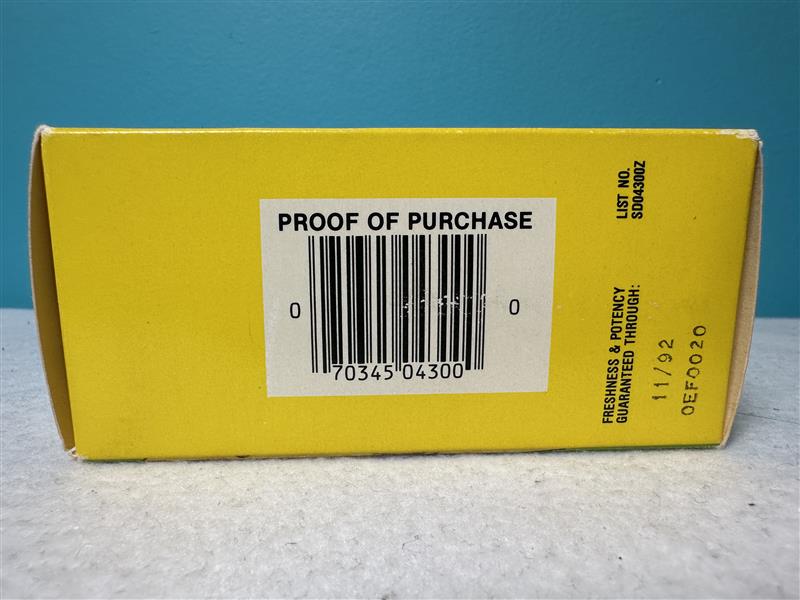 PROOF OF PURCHASE
0
0
70345 04300
LIST NO.
SD04300Z
FRESHNESS & POTENCY
GUARANTEED THROUGH:
11/92
0EF0020